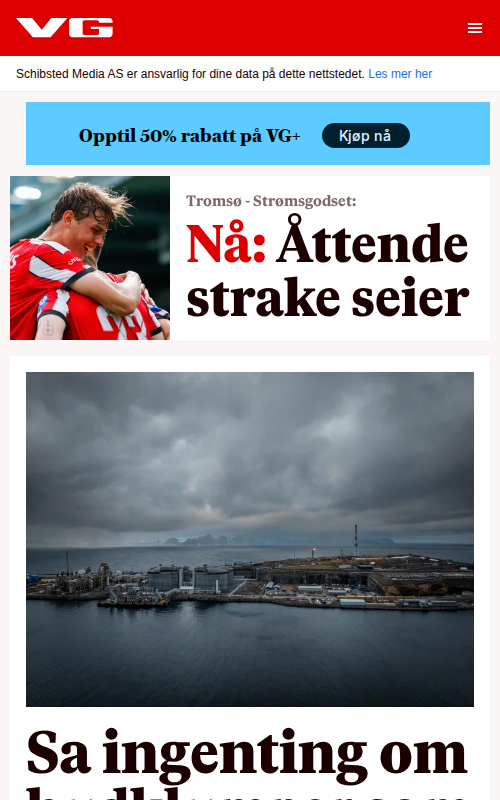 VG
Schibsted Media AS er ansvarlig for dine data på dette nettstedet. Les mer her
Opptil 50% rabatt på VG+ Kjøp nå
Tromsø - Strømsgodset:
Nå: Åttende
strake seier
Sa ingenting om